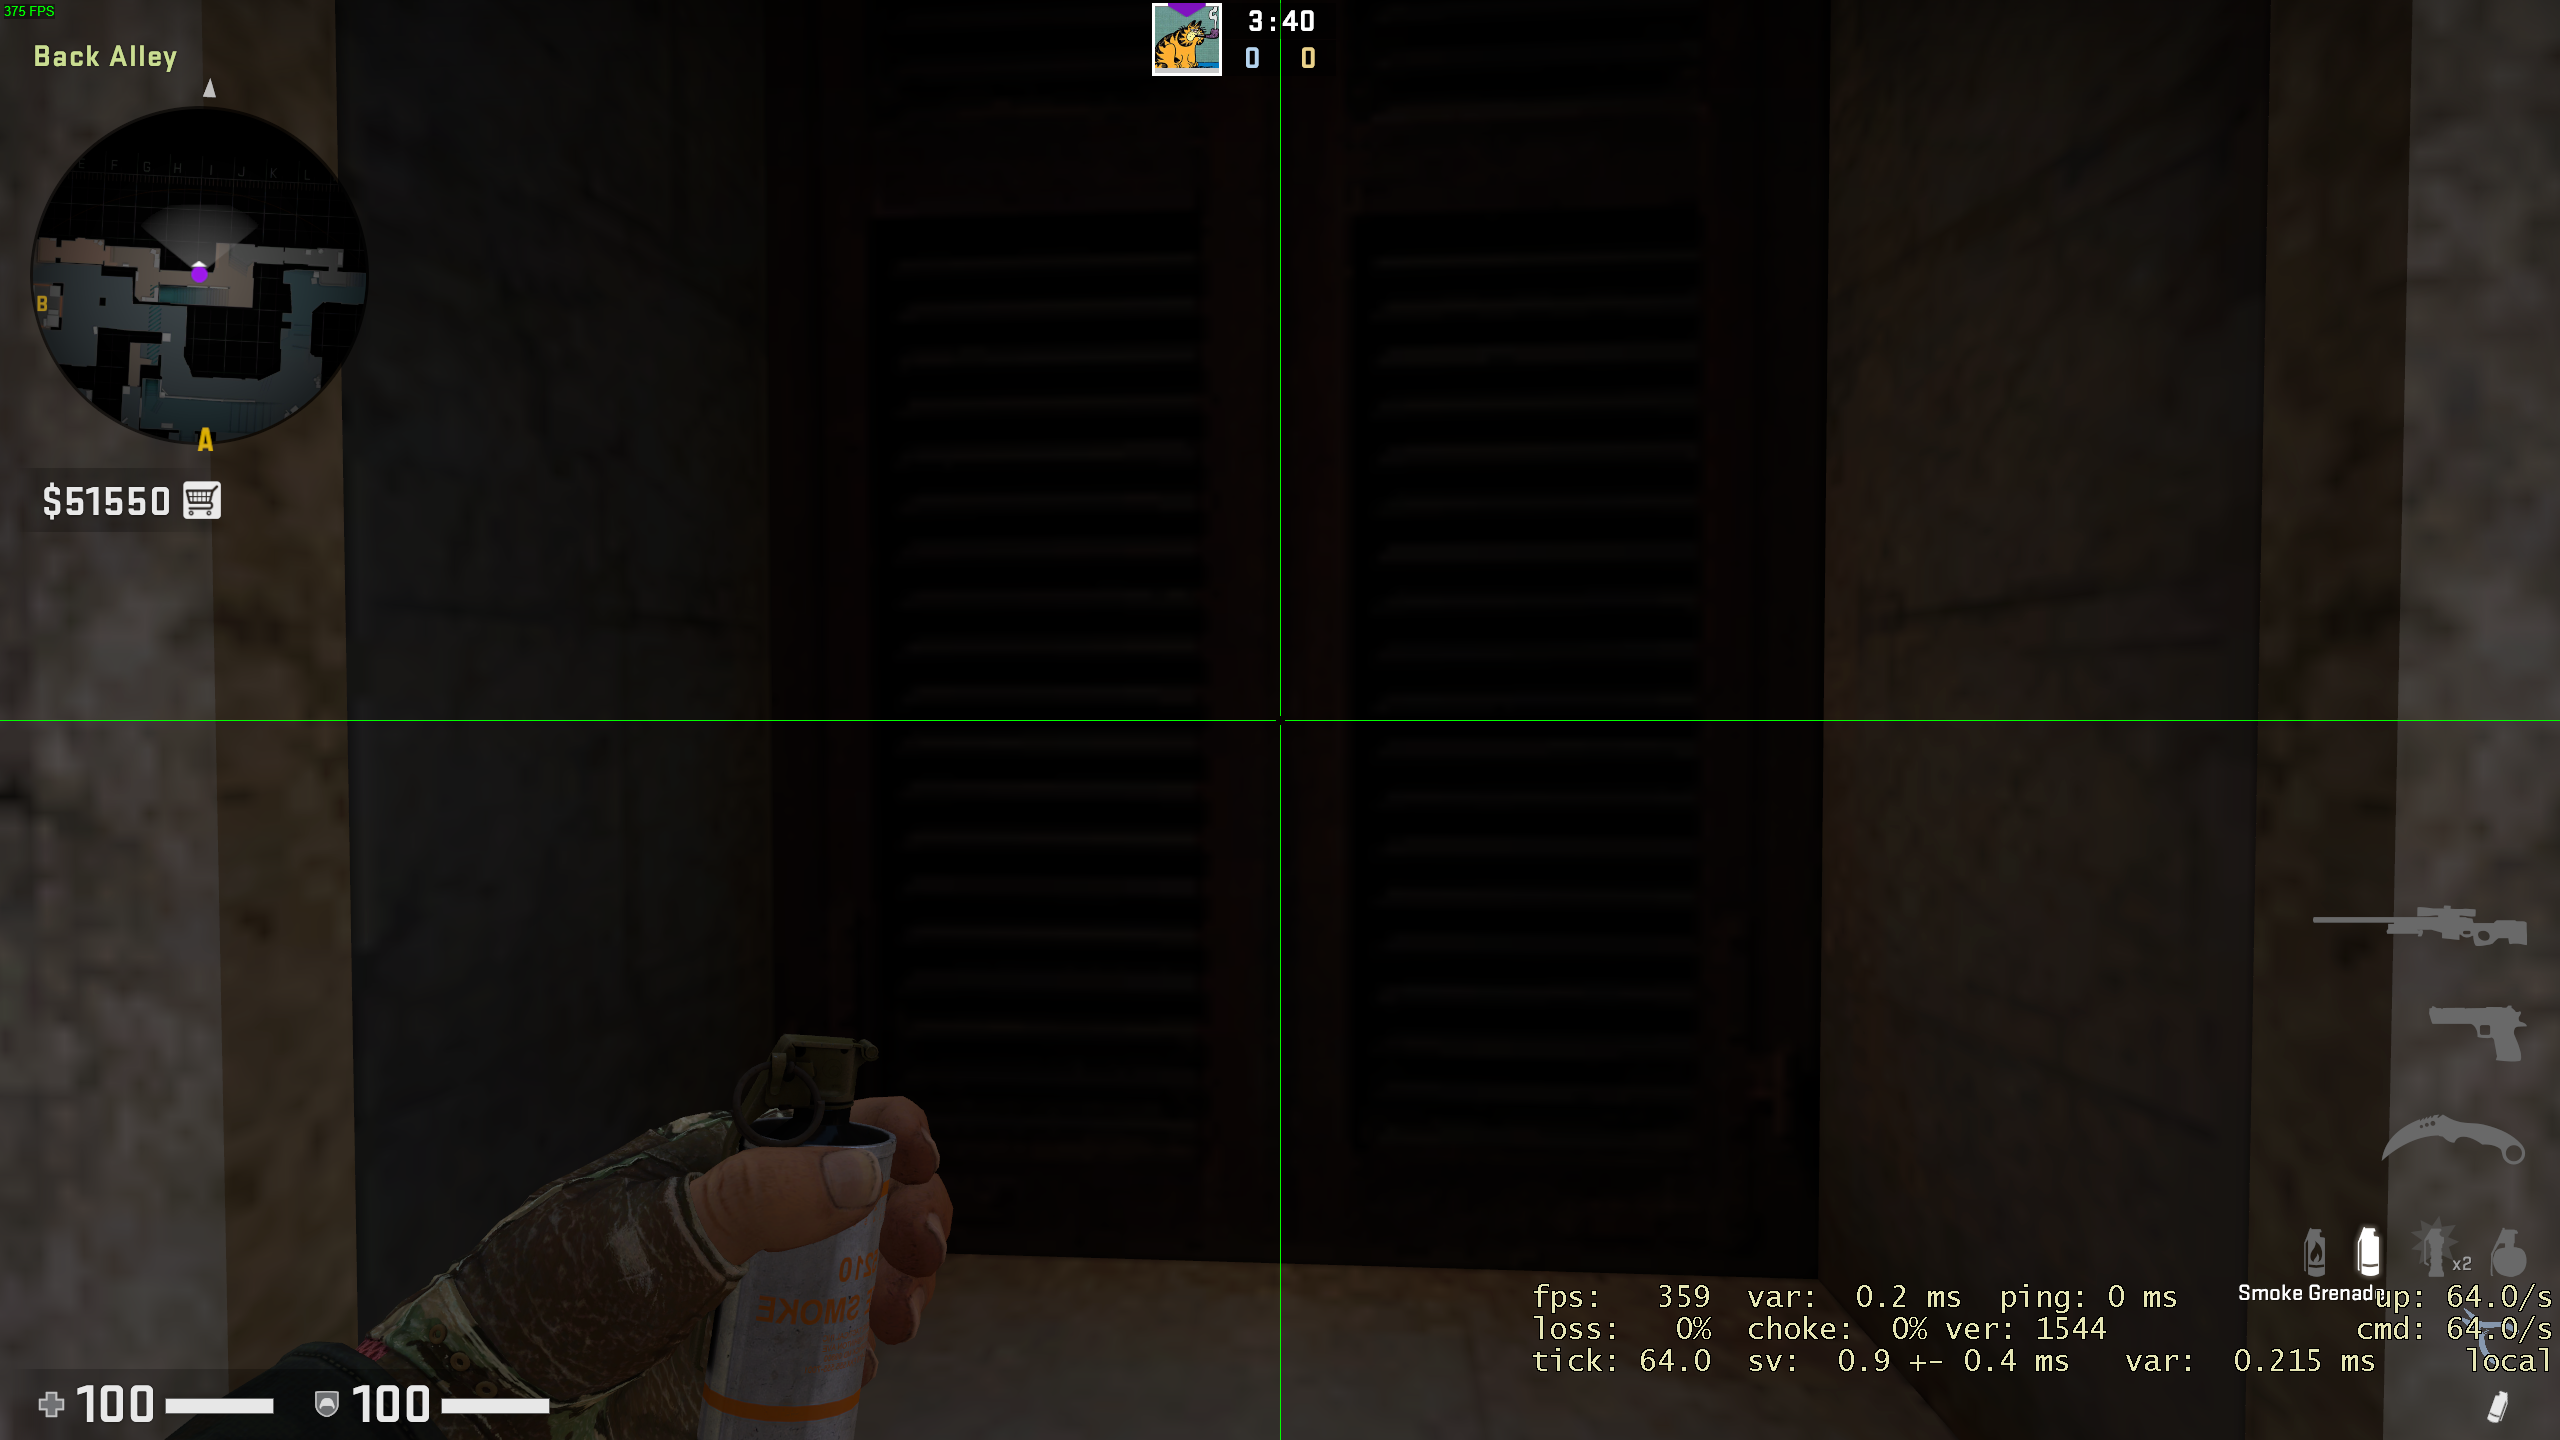 375 FPS
Back Alley
3:40
0 0
E F G H I J K L
B
A
$51550
x2
Smoke Grenade
fps: 359 var: 0.2 ms ping: 0 ms up: 64.0/s
loss: 0% choke: 0% ver: 1544 cmd: 64.0/s
tick: 64.0 sv: 0.9 +- 0.4 ms var: 0.215 ms local
SMOKE
100 100